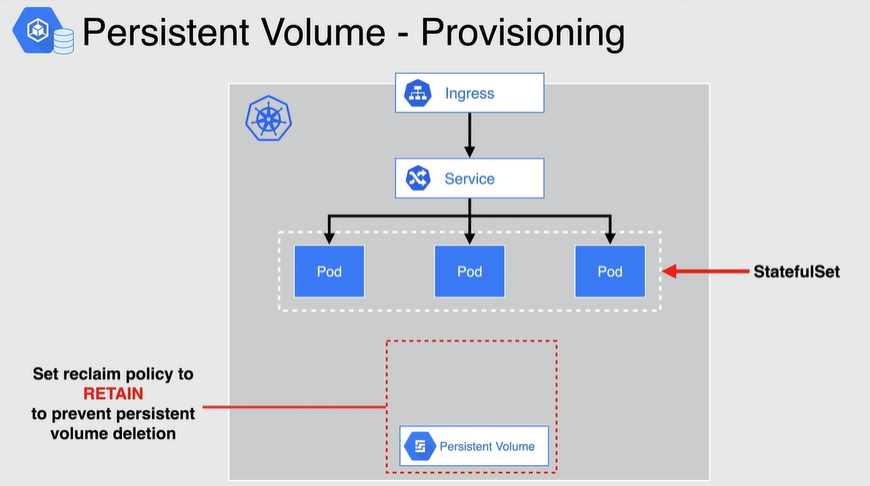 Persistent Volume - Provisioning
Ingress
Service
Pod
Pod
Pod
StatefulSet
Set reclaim policy to
RETAIN
to prevent persistent
volume deletion
Persistent Volume